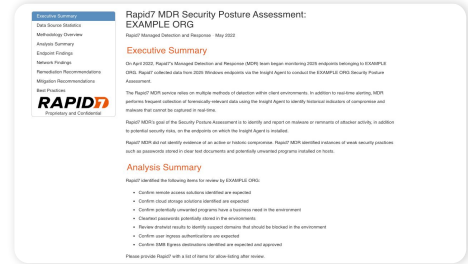 Executive Summary
Data Source Statistics
Methodology Overview
Analysis Summary
Endpoint Findings
Network Findings
Remediation Recommendations
Mitigation Recommendations
Best Practices
RAPID7
Proprietary and Confidential
Rapid7 MDR Security Posture Assessment:
EXAMPLE ORG
Rapid7 Managed Detection and Response - May 2022
Executive Summary
On April 2022, Rapid7's Managed Detection and Response (MDR) team began monitoring 2025 endpoints belonging to EXAMPLE
ORG. Rapid7 collected data from 2025 Windows endpoints via the Insight Agent to conduct the EXAMPLE ORG Security Posture
Assessment.
The Rapid7 MDR service relies on multiple methods of detection within client environments. In addition to real-time alerting, MDR
performs frequent collection of forensically-relevant data using the Insight Agent to identify historical indicators of compromise and
malware that cannot be captured in real-time.
Rapid7 MDR's goal of the Security Posture Assessment is to identify and report on malware or remnants of attacker activity, in addition
to potential security risks, on the endpoints on which the Insight Agent is installed.
Rapid7 MDR did not identify evidence of an active or historic compromise. Rapid7 MDR identified instances of weak security practices
such as passwords stored in clear text documents and potentially unwanted programs installed on hosts.
Analysis Summary
Rapid7 identified the following items for review by EXAMPLE ORG:
• Confirm remote access solutions identified are expected
• Confirm cloud storage solutions identified are expected
• Confirm potentially unwanted programs have a business need in the environment
• Cleartext passwords potentially stored in the environments
• Review dnstwist results to identify suspect domains that should be blocked in the environment
• Confirm user ingress authentications are expected
• Confirm SMB Egress destinations identified are expected and approved
Please provide Rapid7 with a list of items for allow-listing after review.